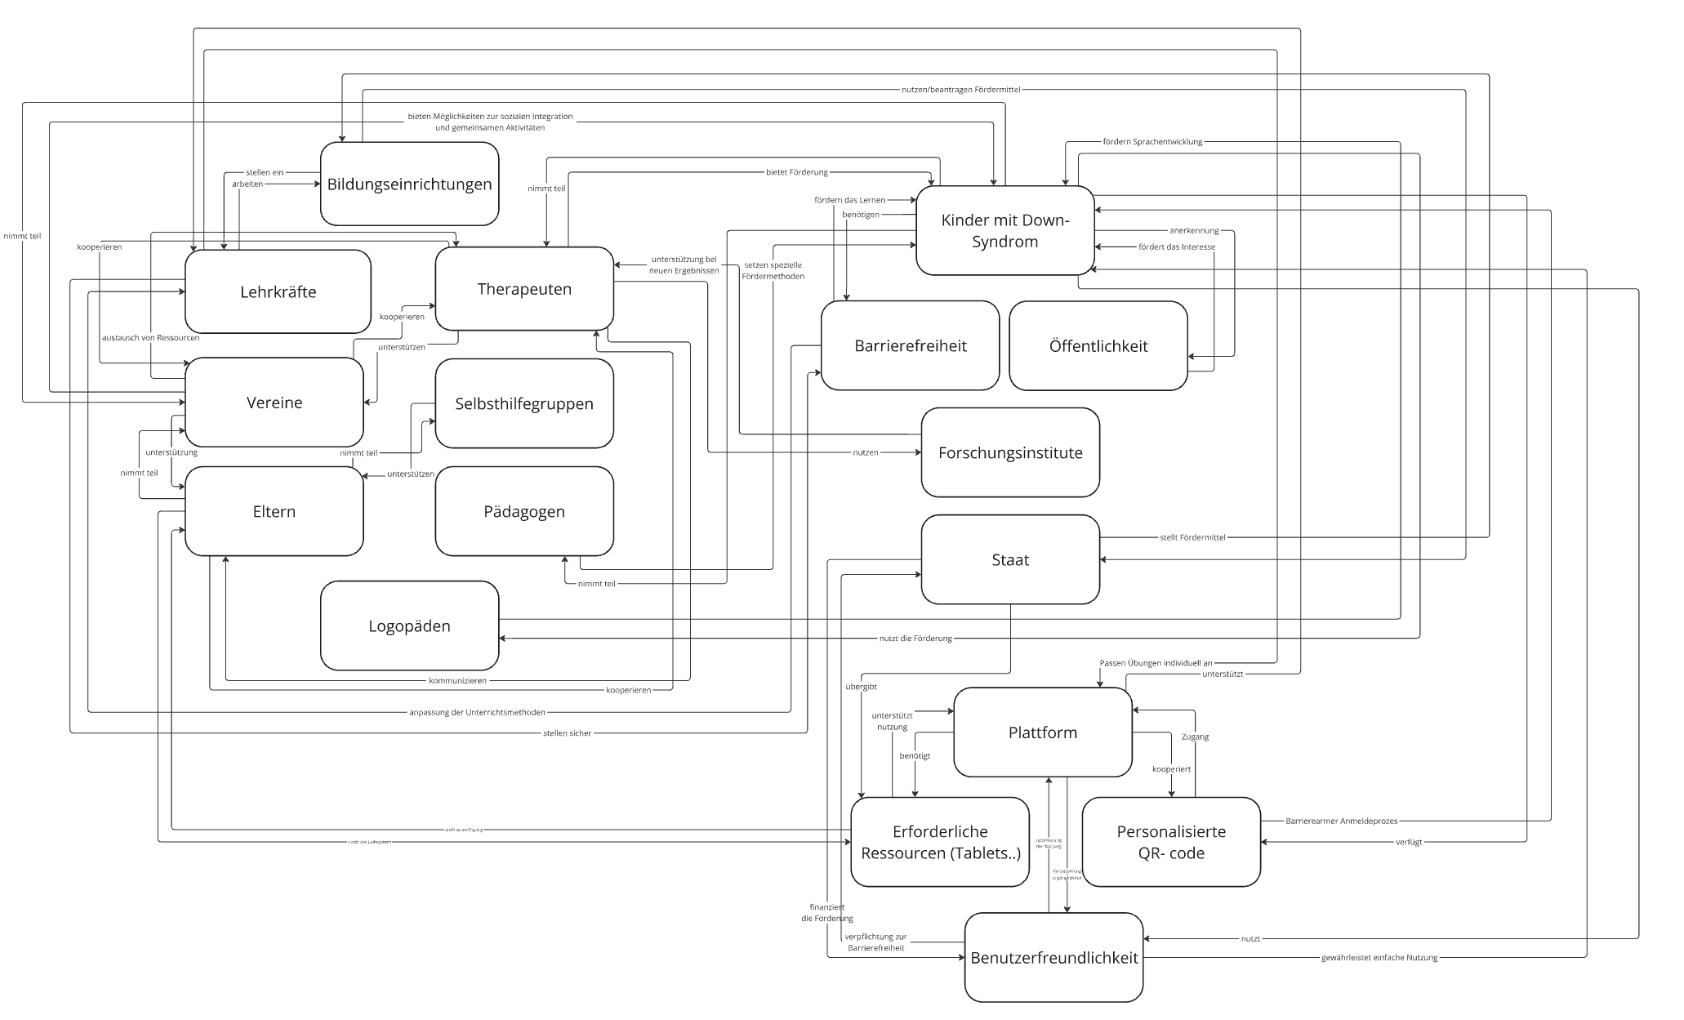 nutzen/beantragen Fördermittel
bieten Möglichkeiten zur sozialen Integration
und gemeinsamen Aktivitäten
fördern Sprachentwicklung
stellen ein
arbeiten
Bildungseinrichtungen
nimmt teil
bietet Förderung
fördern das Lernen
benötigen
Kinder mit Down-
Syndrom
anerkennung
fördert das Interesse
nimmt teil
kooperieren
Lehrkräfte
Therapeuten
unterstützung bei
neuen Ergebnissen
setzen spezielle
Fördermethoden
kooperieren
austausch von Ressourcen
unterstützen
Barrierefreiheit
Öffentlichkeit
Vereine
Selbsthilfegruppen
unterstützung
nimmt teil
nimmt teil
unterstützen
nutzen
Forschungsinstitute
Eltern
Pädagogen
stellt Fördermittel
Staat
nimmt teil
Logopäden
nutzt die Förderung
Passen Übungen individuell an
unterstützt
kommunizieren
kooperieren
übergibt
anpassung der Unterrichtsmethoden
stellen sicher
unterstützt
nutzung
benötigt
Plattform
Zugang
kooperiert
Erforderliche
Ressourcen (Tablets..)
Personalisierte
QR- code
Barrierearmer Anmeldeprozes
verfügt
finanziert
die Förderung
verpflichtung zur
Barrierefreiheit
Benutzerfreundlichkeit
nutzt
gewährleistet einfache Nutzung